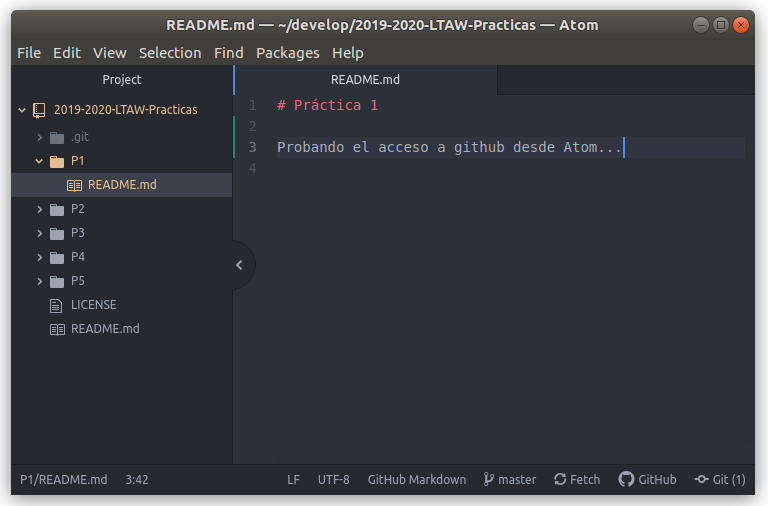 README.md — ~/develop/2019-2020-LTAW-Practicas — Atom
File Edit View Selection Find Packages Help
Project
README.md
2019-2020-LTAW-Practicas
.git
P1
README.md
P2
P3
P4
P5
LICENSE
README.md
1 # Práctica 1
2
3 Probando el acceso a github desde Atom...
4
P1/README.md 3:42 LF UTF-8 GitHub Markdown master Fetch GitHub Git (1)